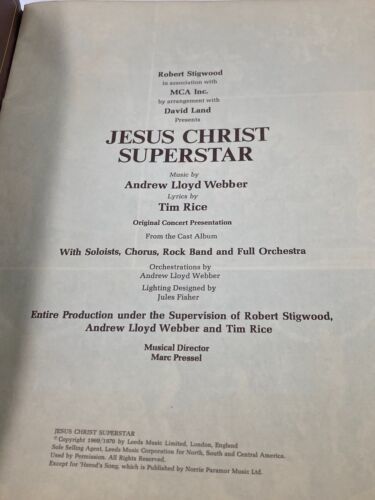 Robert Stigwood
in association with
MCA Inc.
by arrangement with
David Land
Presents
JESUS CHRIST
SUPERSTAR
Music by
Andrew Lloyd Webber
Lyrics by
Tim Rice
Original Concert Presentation
From the Cast Album
With Soloists, Chorus, Rock Band and Full Orchestra
Orchestrations by
Andrew Lloyd Webber
Lighting Designed by
Jules Fisher
Entire Production under the Supervision of Robert Stigwood,
Andrew Lloyd Webber and Tim Rice
Musical Director
Marc Pressel
JESUS CHRIST SUPERSTAR
© Copyright 1969/1970 by Leeds Music Limited, London, England
Sole Selling Agent, Leeds Music Corporation for North, South and Central America.
Used by Permission. All Rights Reserved.
Except for 'Herod's Song, which is Published by Norrie Paramor Music Ltd.